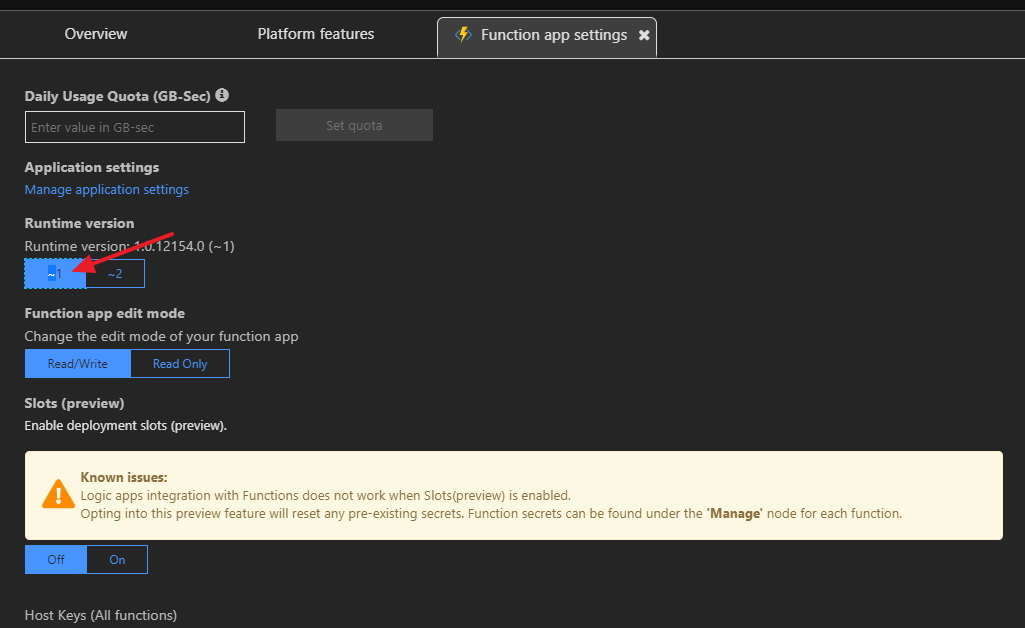 Overview Platform features Function app settings
Daily Usage Quota (GB-Sec)
Enter value in GB-sec Set quota
Application settings
Manage application settings
Runtime version
Runtime version: 1.0.12154.0 (~1)
~1 ~2
Function app edit mode
Change the edit mode of your function app
Read/Write Read Only
Slots (preview)
Enable deployment slots (preview).
Known issues:
Logic apps integration with Functions does not work when Slots(preview) is enabled.
Opting into this preview feature will reset any pre-existing secrets. Function secrets can be found under the 'Manage' node for each function.
Off On
Host Keys (All functions)